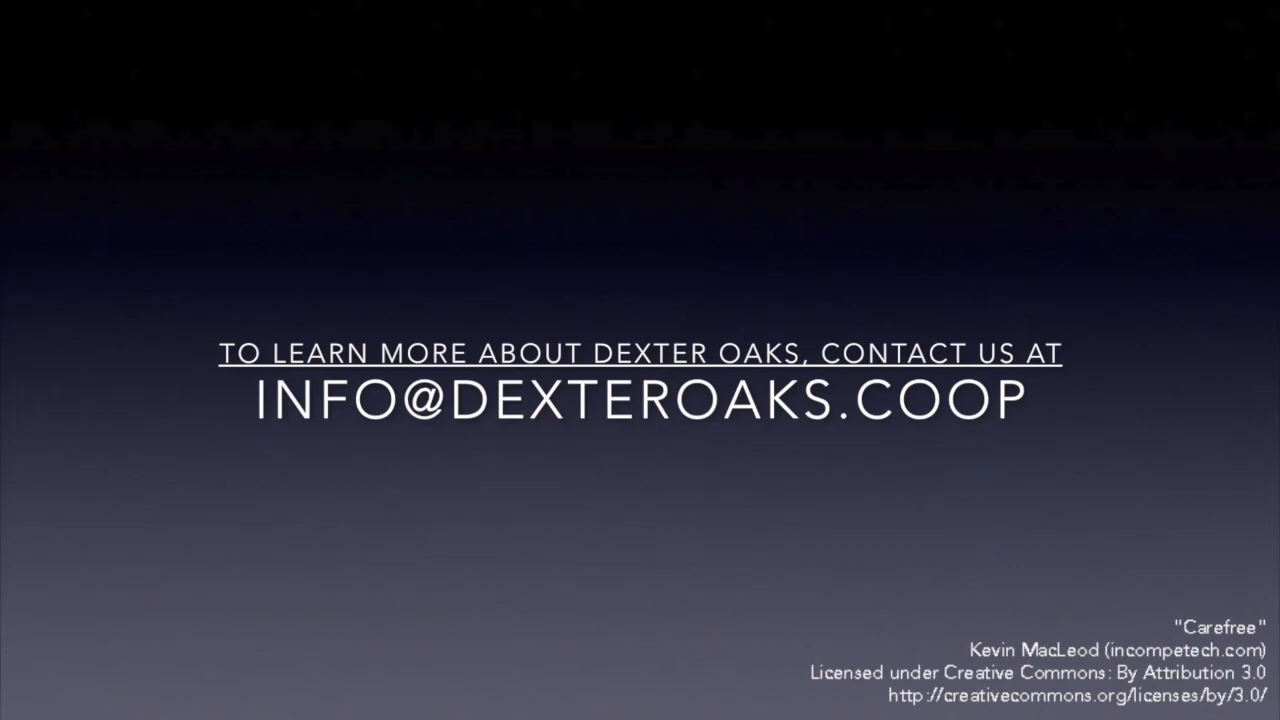 TO LEARN MORE ABOUT DEXTER OAKS, CONTACT US AT
INFO@DEXTEROAKS.COOP
"Carefree"
Kevin MacLeod (incompetech.com)
Licensed under Creative Commons: By Attribution 3.0
http://creativecommons.org/licenses/by/3.0/